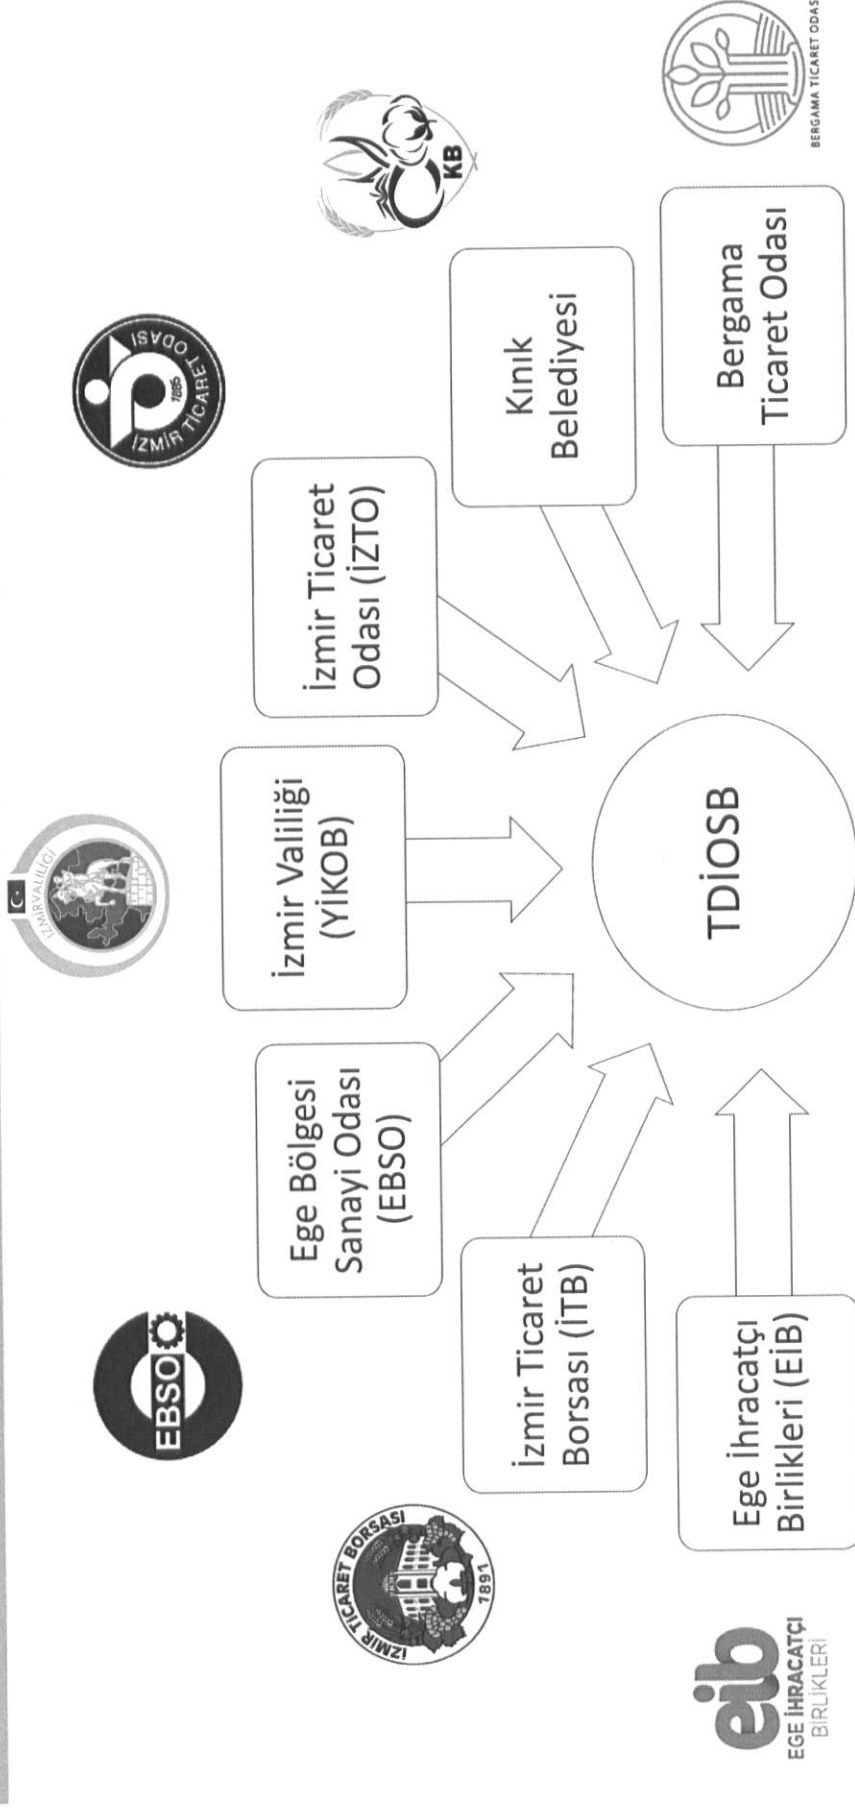 İZMİR VALİLİĞİ
EBSO
İZMİR TİCARET ODASI
1885
İZMİR TİCARET BORSASI
1891
KB
eib
EGE İHRACATÇI
BİRLİKLERİ
BERGAMA TİCARET ODAS
İzmir Valiliği
(YİKOB)
Ege Bölgesi
Sanayi Odası
(EBSO)
İzmir Ticaret
Odası (İZTO)
İzmir Ticaret
Borsası (İTB)
Kınık
Belediyesi
Ege İhracatçı
Birlikleri (EİB)
Bergama
Ticaret Odası
TDİOSB